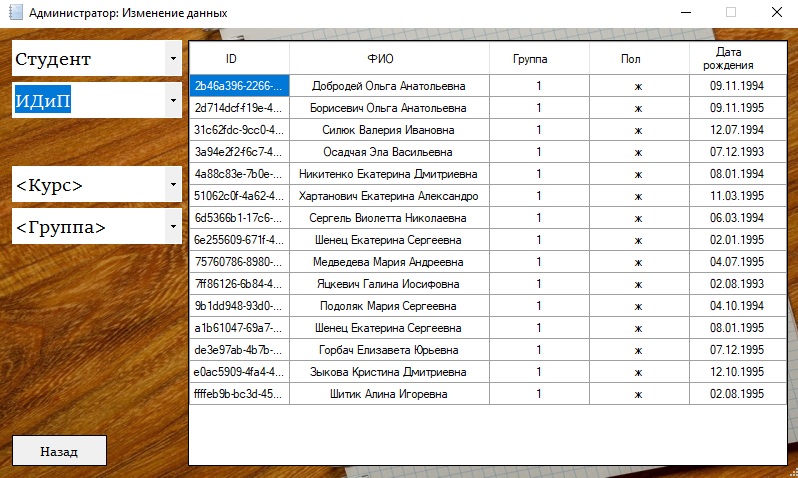 Администратор: Изменение данных
Студент
ИДиП
<Курс>
<Группа>
Назад
ID ФИО Группа Пол Дата рождения
2b46a396-2266-... Добродей Ольга Анатольевна 1 ж 09.11.1994
2d714dcf-f19e-4... Борисевич Ольга Анатольевна 1 ж 09.11.1995
31c62fdc-9cc0-4... Силюк Валерия Ивановна 1 ж 12.07.1994
3a94e2f2-f6c7-4... Осадчая Эла Васильевна 1 ж 07.12.1993
4a88c83e-7b0e-... Никитенко Екатерина Дмитриевна 1 ж 08.01.1994
51062c0f-4a62-4... Хартанович Екатерина Александро 1 ж 11.03.1995
6d5366b1-17c6-... Сергель Виолетта Николаевна 1 ж 06.03.1994
6e255609-671f-4... Шенец Екатерина Сергеевна 1 ж 02.01.1995
75760786-8980-... Медведева Мария Андреевна 1 ж 04.07.1995
7ff86126-6b84-4... Яцкевич Галина Иосифовна 1 ж 02.08.1993
9b1dd948-93d0-... Подоляк Мария Сергеевна 1 ж 04.10.1994
a1b61047-69a7-... Шенец Екатерина Сергеевна 1 ж 08.01.1995
de3e97ab-4b7b-... Горбач Елизавета Юрьевна 1 ж 07.12.1995
e0ac5909-4fa4-4... Зыкова Кристина Дмитриевна 1 ж 12.10.1995
ffffeb9b-bc3d-45... Шитик Алина Игоревна 1 ж 02.08.1995